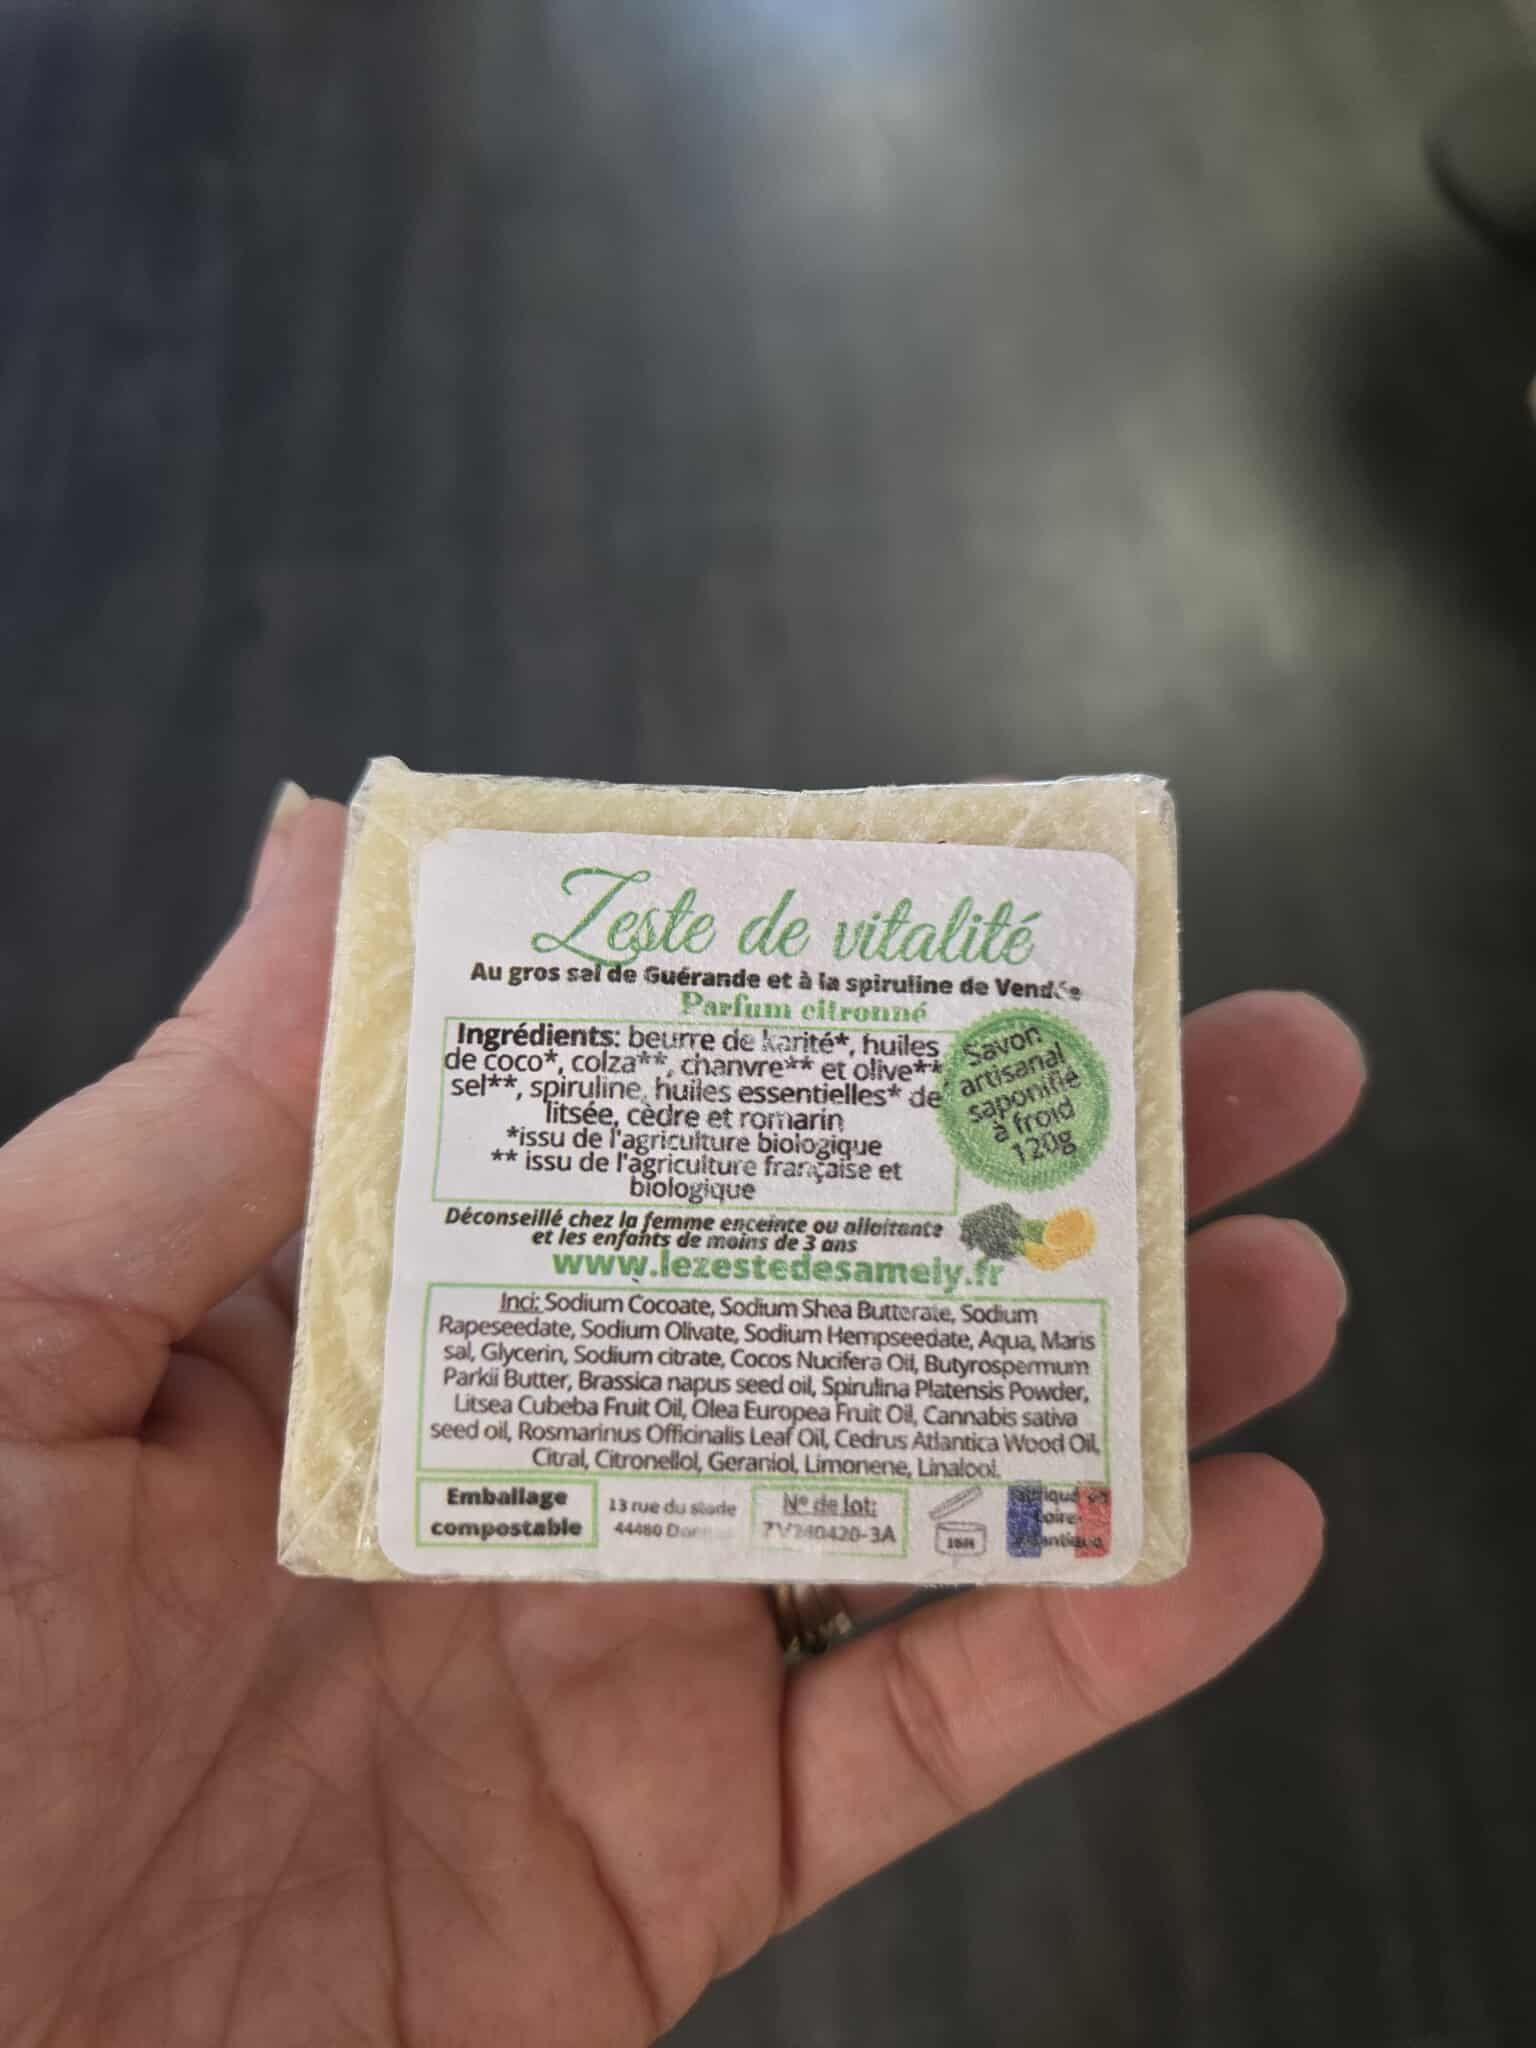 Zeste de vitalité
Au gros sel de Guérande et à la spiruline de Vendée
Parfum citronné
Ingrédients: beurre de karité*, huiles
de coco*, colza**, chanvre** et olive**
sel**, spiruline, huiles essentielles* de
litsée, cèdre et romarin
*issu de l'agriculture biologique
** issu de l'agriculture française et
biologique
Savon
artisanal
saponifié
à froid
120g
Déconseillé chez la femme enceinte ou allaitante
et les enfants de moins de 3 ans
www.lezestedesamely.fr
Inci: Sodium Cocoate, Sodium Shea Butterate, Sodium
Rapeseedate, Sodium Olivate, Sodium Hempseedate, Aqua, Maris
sal, Glycerin, Sodium citrate, Cocos Nucifera Oil, Butyrospermum
Parkii Butter, Brassica napus seed oil, Spirulina Platensis Powder,
Litsea Cubeba Fruit Oil, Olea Europea Fruit Oil, Cannabis sativa
seed oil, Rosmarinus Officinalis Leaf Oil, Cedrus Atlantica Wood Oil,
Citral, Citronellol, Geraniol, Limonene, Linalool.
Emballage
compostable
13 rue du stade
44480
N° de lot: